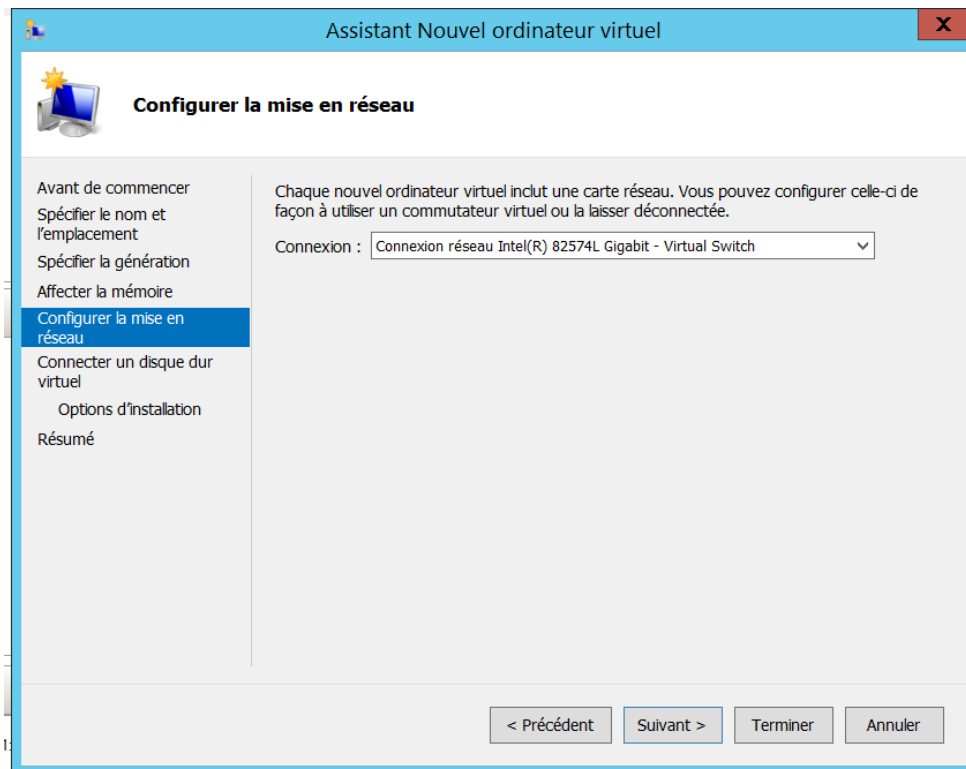 Assistant Nouvel ordinateur virtuel
X
Configurer la mise en réseau
Avant de commencer
Spécifier le nom et
l'emplacement
Spécifier la génération
Affecter la mémoire
Configurer la mise en
réseau
Connecter un disque dur
virtuel
Options d'installation
Résumé
Chaque nouvel ordinateur virtuel inclut une carte réseau. Vous pouvez configurer celle-ci de
façon à utiliser un commutateur virtuel ou la laisser déconnectée.
Connexion : Connexion réseau Intel(R) 82574L Gigabit - Virtual Switch
< Précédent Suivant > Terminer Annuler